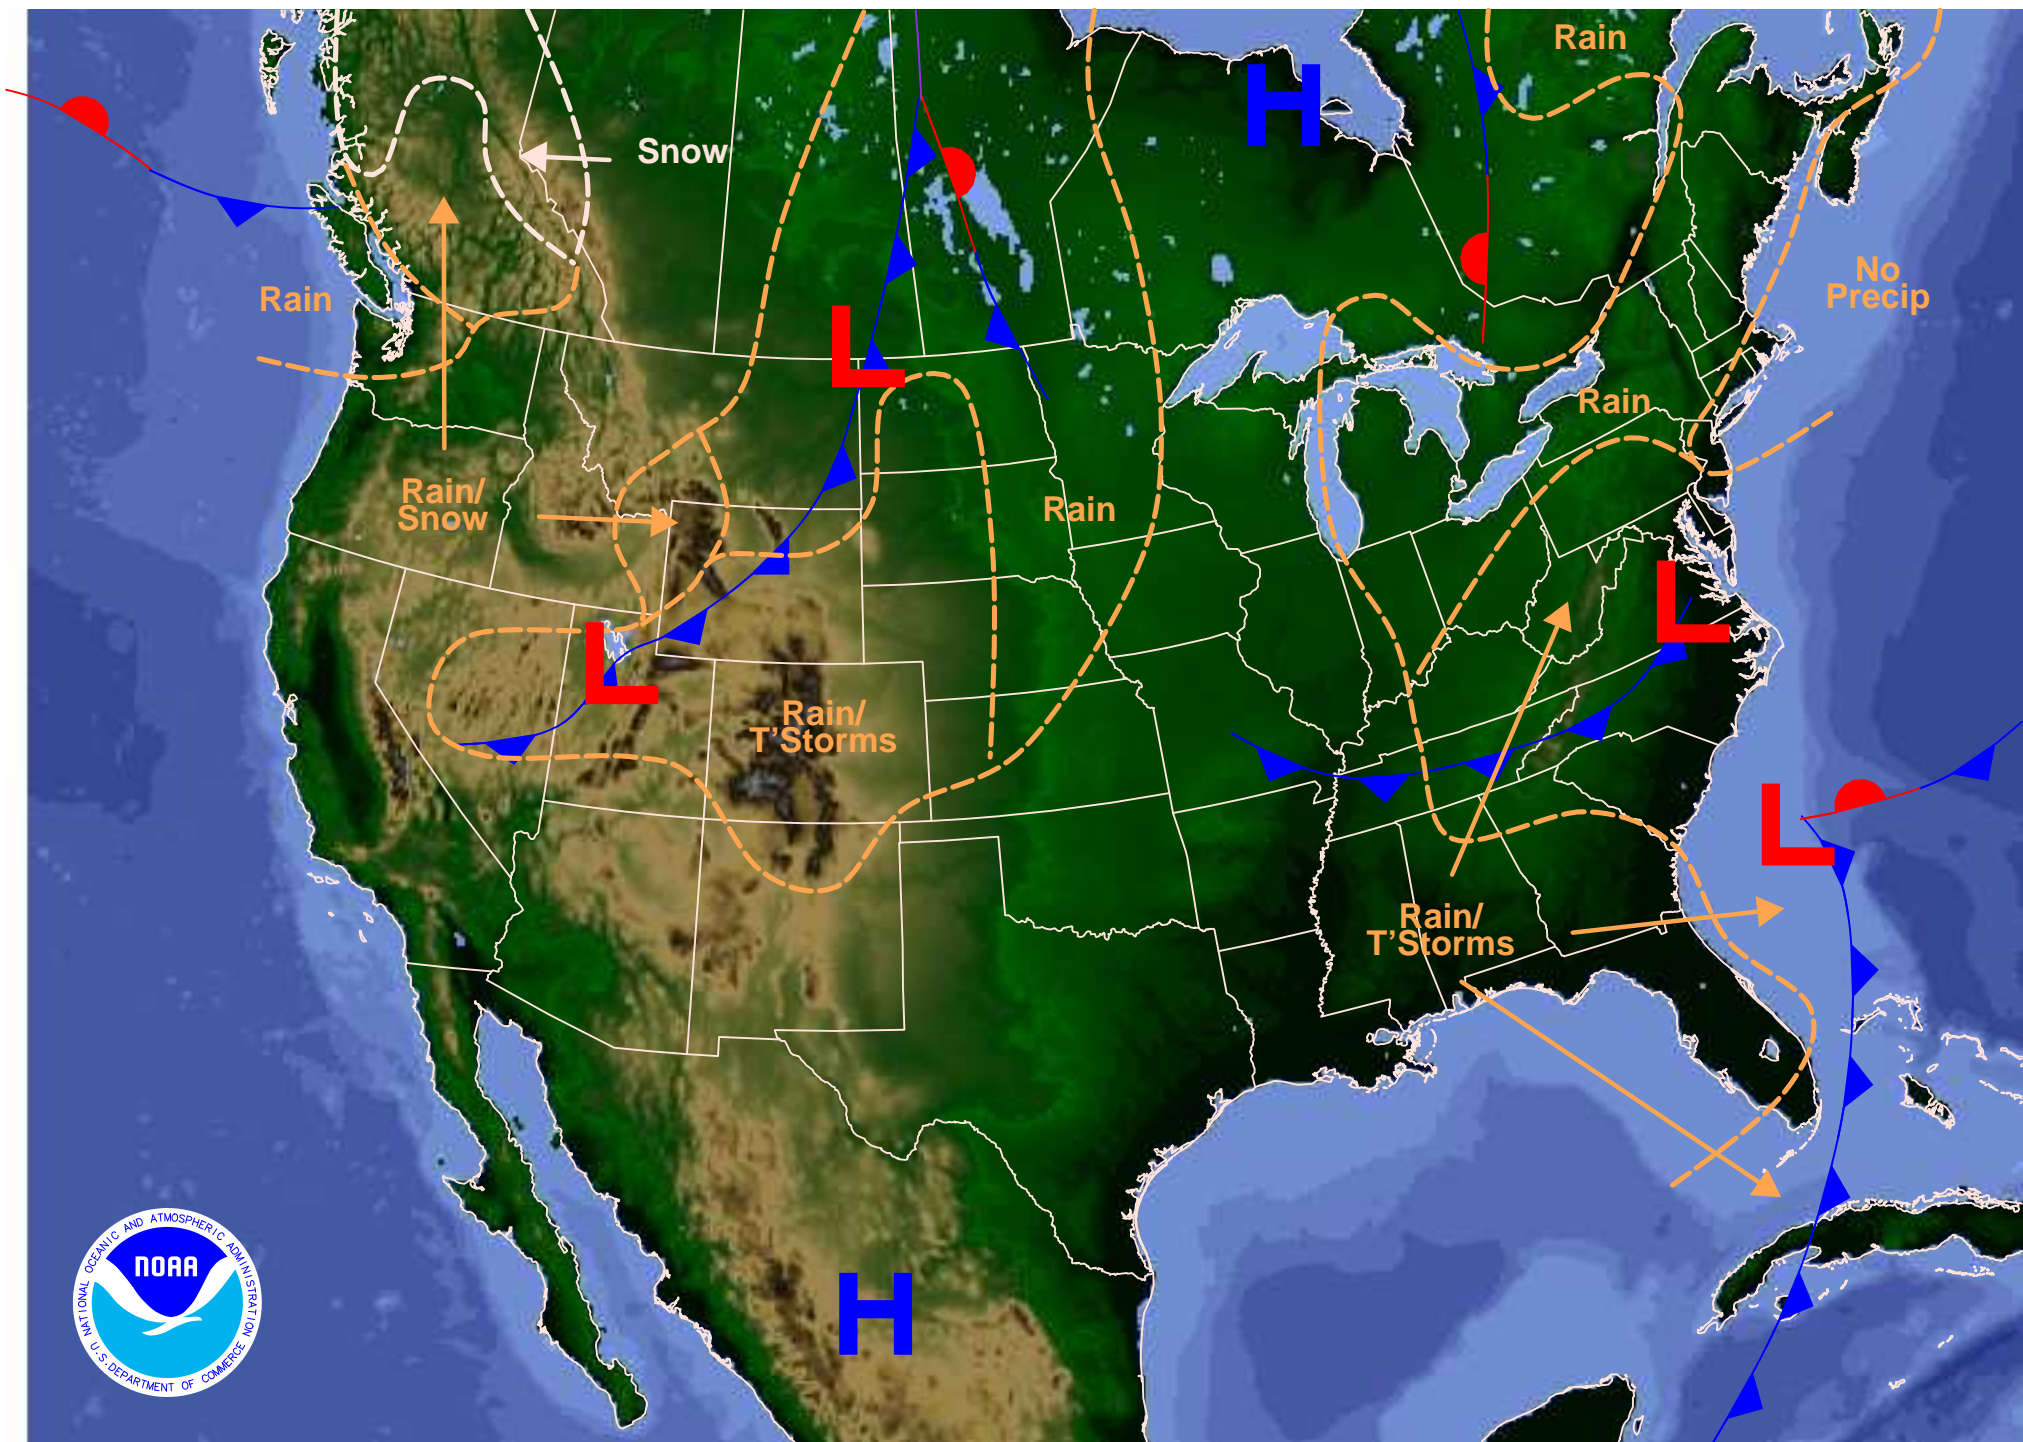 Rain
H
Snow
No
Precip
Rain
L
Rain
Rain/
Snow
Rain
L
L
Rain/
T'Storms
L
Rain/
T'Storms
H
NATIONAL OCEANIC AND ATMOSPHERIC ADMINISTRATION
NOAA
U.S. DEPARTMENT OF COMMERCE